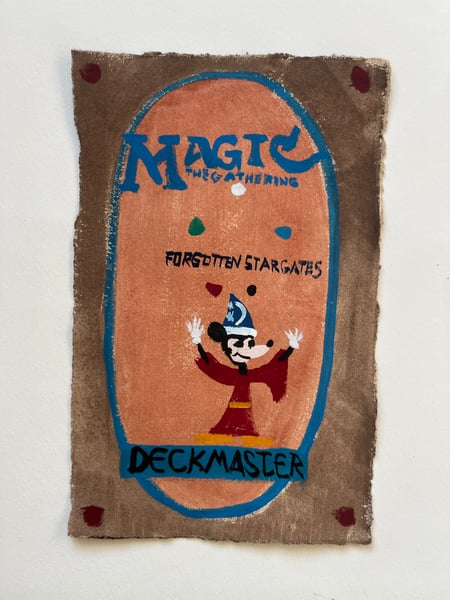 MAGIC
THE GATHERING
FORGOTTEN STARGATES
DECKMASTER